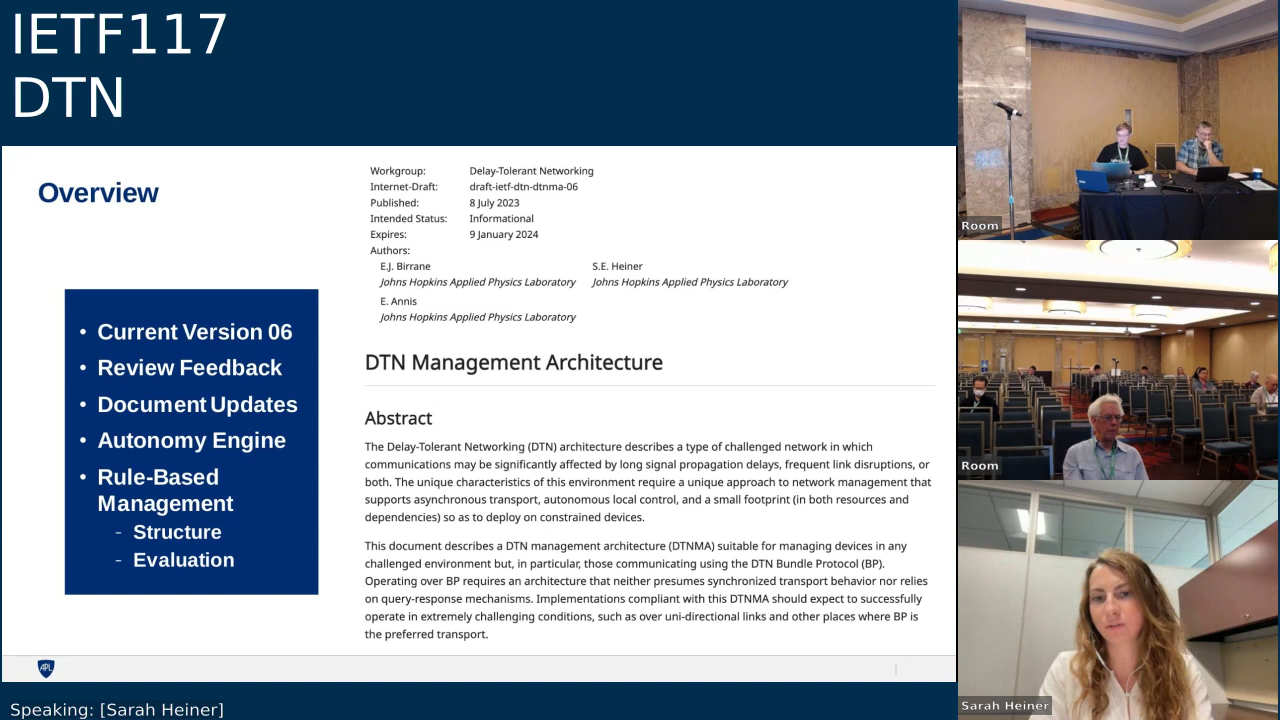 IETF117
DTN
Overview
• Current Version 06
• Review Feedback
• Document Updates
• Autonomy Engine
• Rule-Based
Management
- Structure
- Evaluation
Workgroup: Delay-Tolerant Networking
Internet-Draft: draft-ietf-dtn-dtnma-06
Published: 8 July 2023
Intended Status: Informational
Expires: 9 January 2024
Authors:
E.J. Birrane S.E. Heiner
Johns Hopkins Applied Physics Laboratory Johns Hopkins Applied Physics Laboratory
E. Annis
Johns Hopkins Applied Physics Laboratory
DTN Management Architecture
Abstract
The Delay-Tolerant Networking (DTN) architecture describes a type of challenged network in which
communications may be significantly affected by long signal propagation delays, frequent link disruptions, or
both. The unique characteristics of this environment require a unique approach to network management that
supports asynchronous transport, autonomous local control, and a small footprint (in both resources and
dependencies) so as to deploy on constrained devices.
This document describes a DTN management architecture (DTNMA) suitable for managing devices in any
challenged environment but, in particular, those communicating using the DTN Bundle Protocol (BP).
Operating over BP requires an architecture that neither presumes synchronized transport behavior nor relies
on query-response mechanisms. Implementations compliant with this DTNMA should expect to successfully
operate in extremely challenging conditions, such as over uni-directional links and other places where BP is
the preferred transport.
APL
Room
Room
Sarah Heiner
Speaking: [Sarah Heiner]